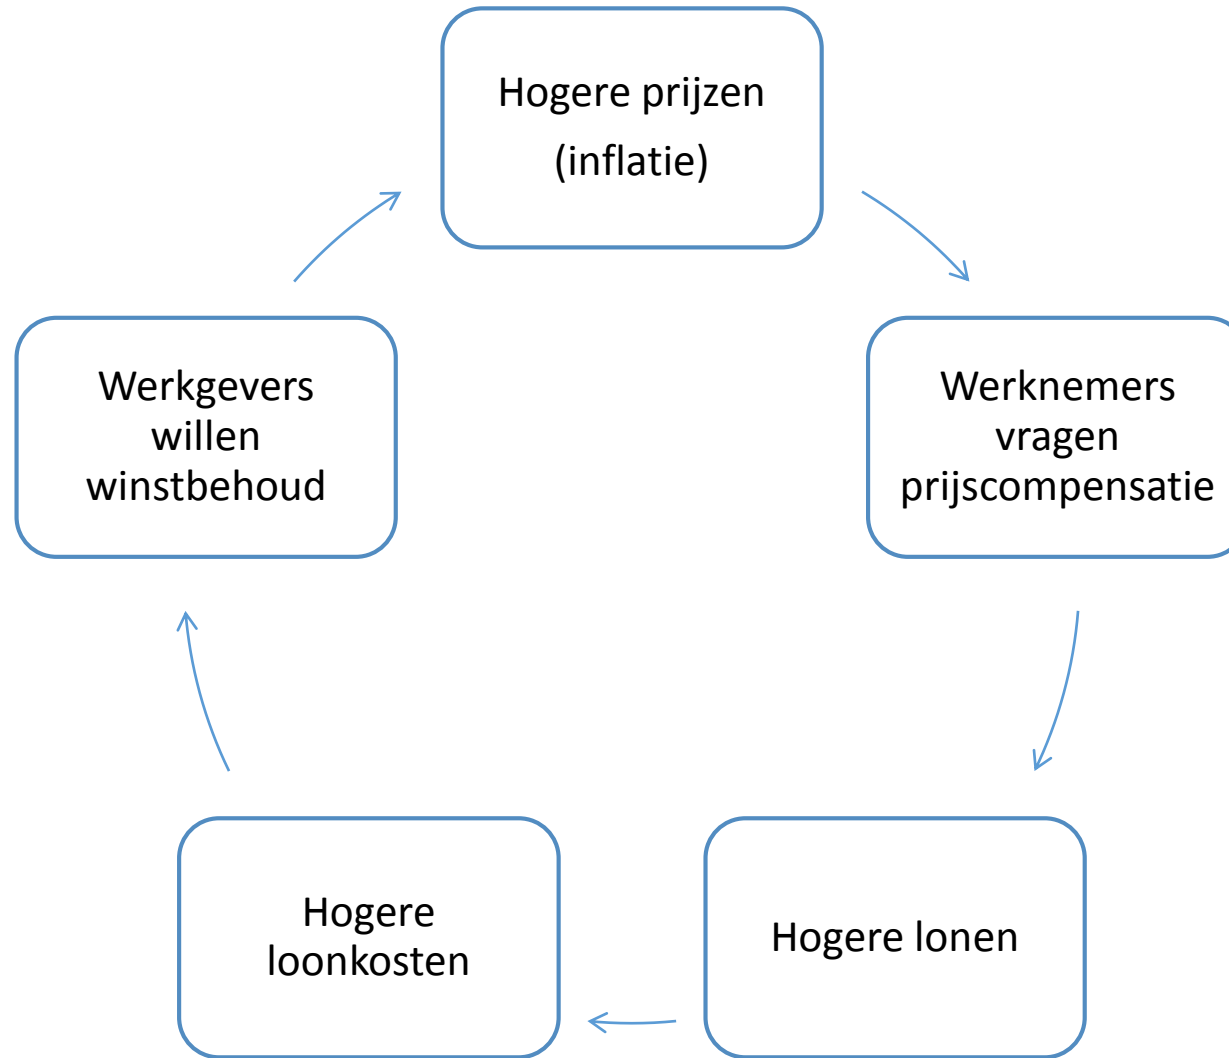 Hogere prijzen
(inflatie)
Werknemers
vragen
prijscompensatie
Hogere lonen
Hogere
loonkosten
Werkgevers
willen
winstbehoud